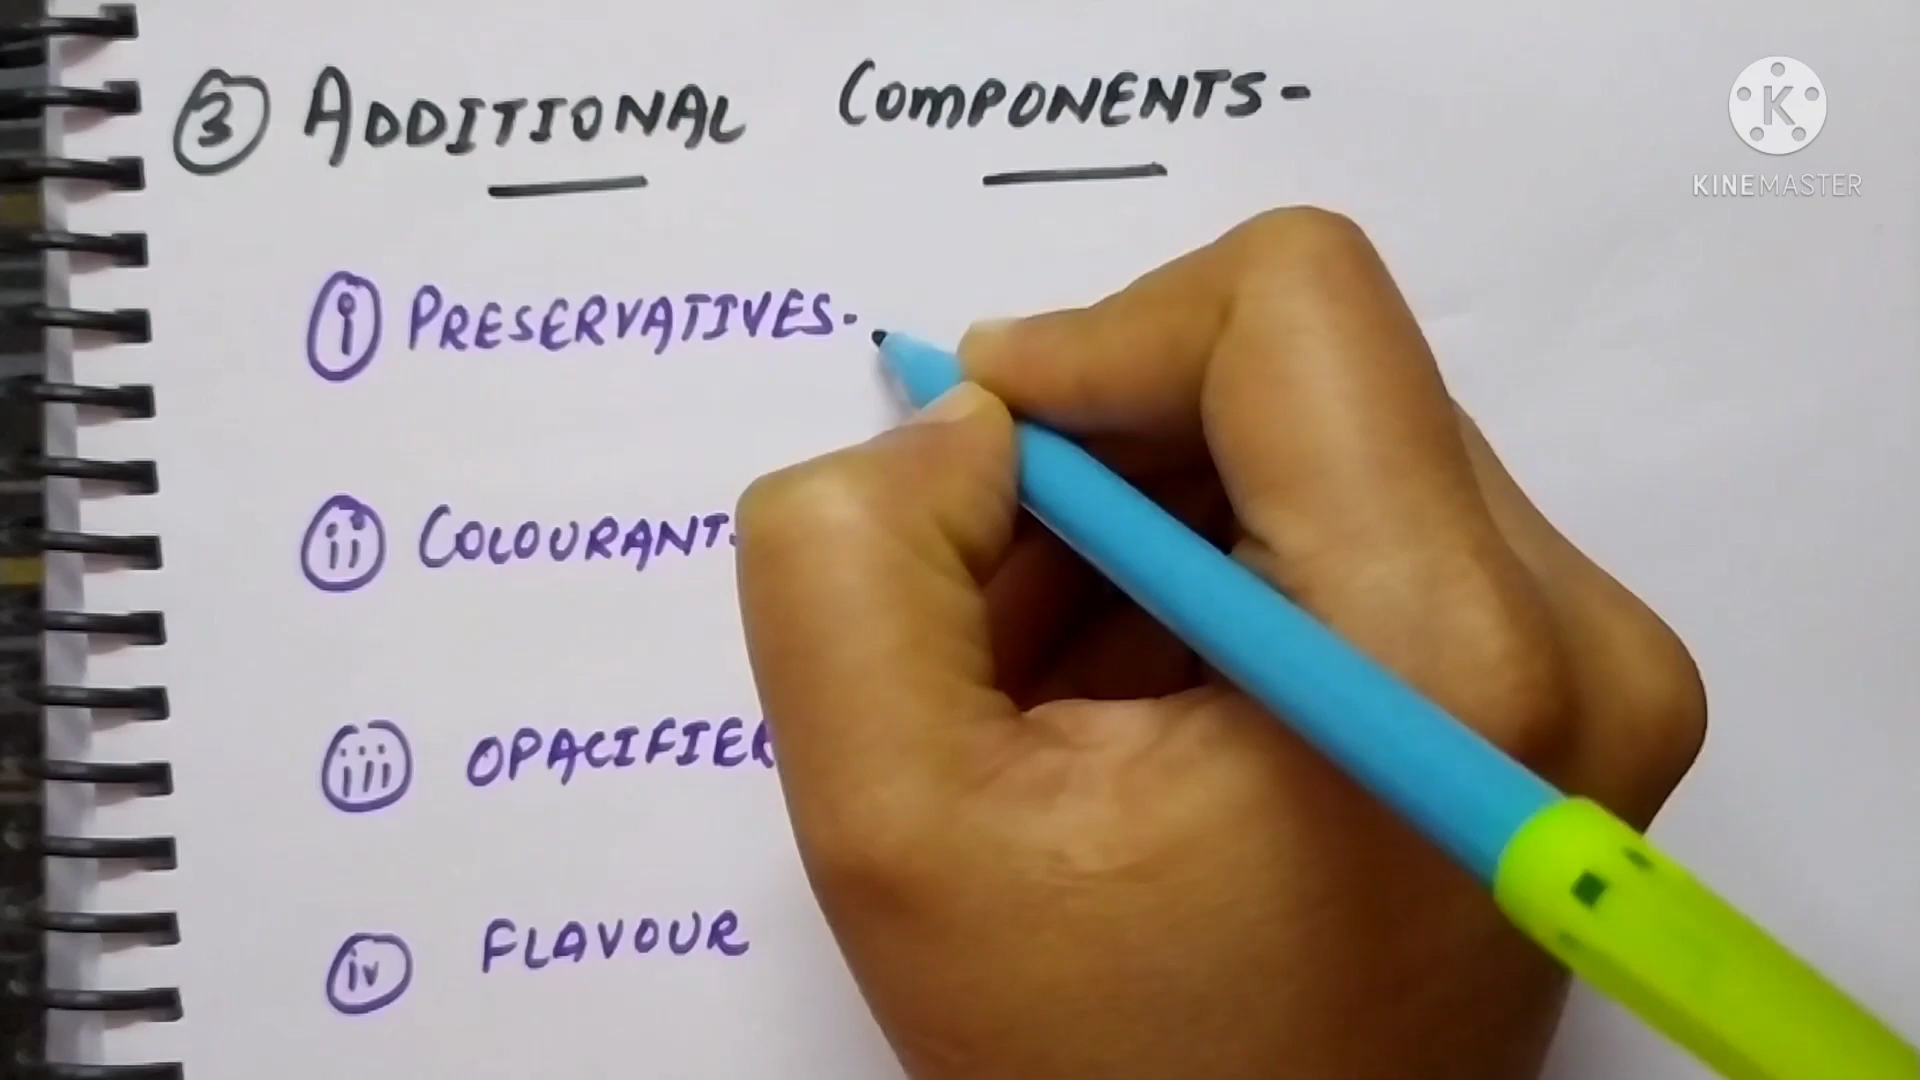 ③ ADDITIONAL COMPONENTS-
ⓘ PRESERVATIVES-
ii COLOURANT
iii OPACIFIER
iv FLAVOUR
K
KINEMASTER